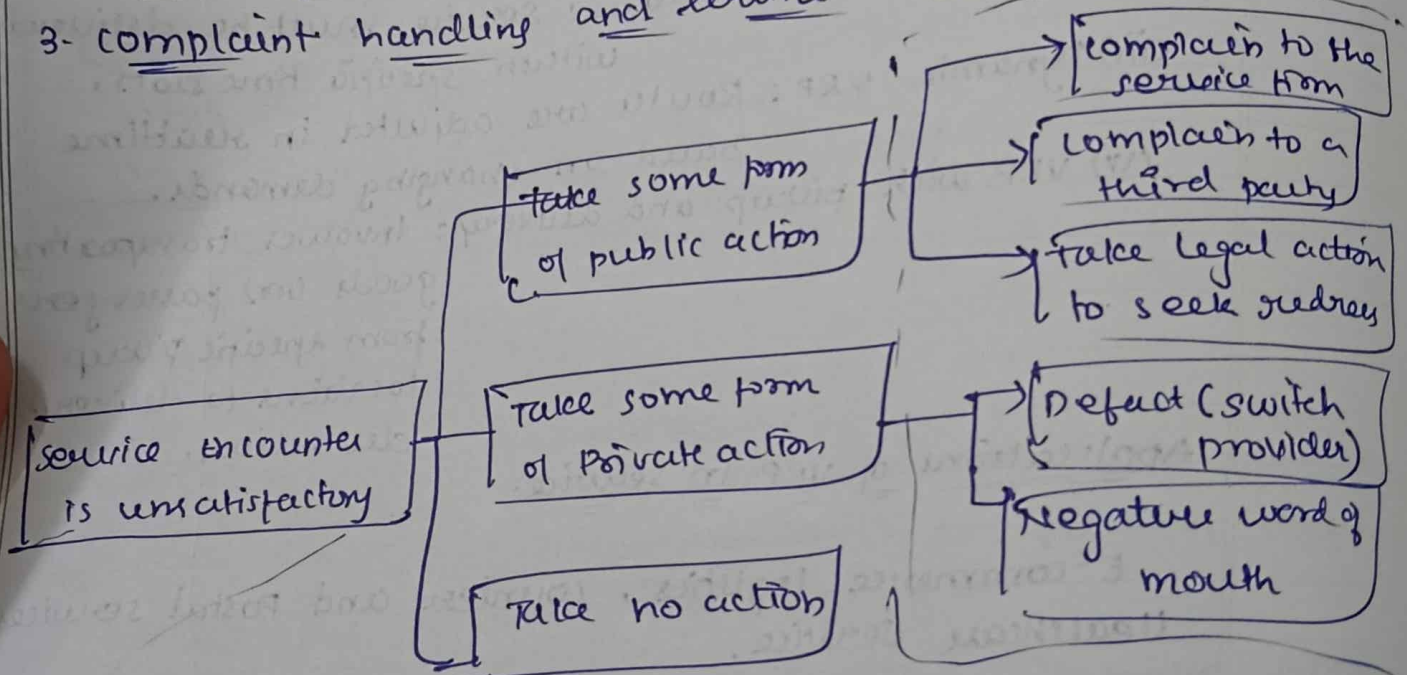 3- complaint handling and
complain to the
service firm
take some form
of public action
complain to a
third party
take legal action
to seek redress
service encounter
is unsatisfactory
Take some form
of Private action
Defect (switch
provider)
Negative word of
mouth
Take no action